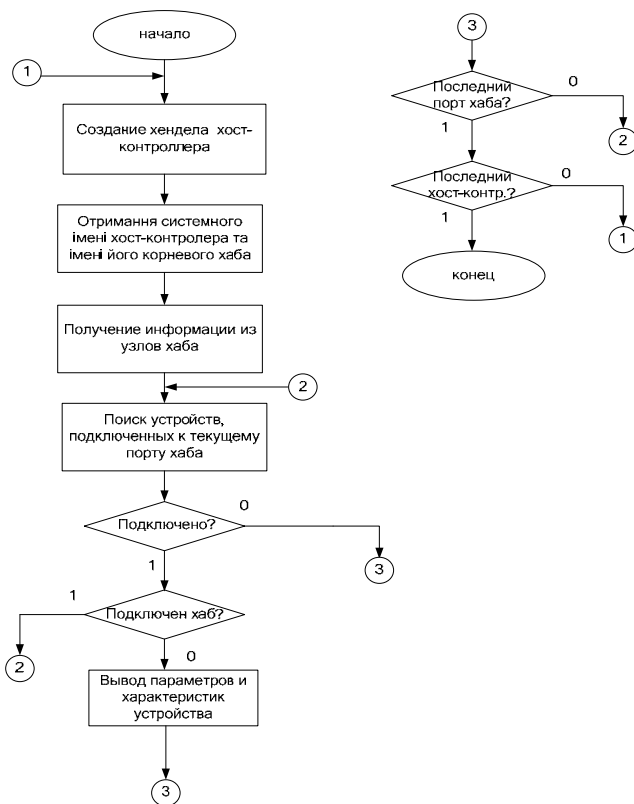 начало
1
Создание хендела хост-
контроллера
Отримання системного
імені хост-контролера та
імені його корневого хаба
Получение информации из
узлов хаба
2
Поиск устройств,
подключенных к текущему
порту хаба
0
Подключено?
3
1
1
Подключен хаб?
2
0
Вывод параметров и
характеристик
устройства
3
3
Последний
порт хаба?
0
1
2
Последний
хост-контр.?
0
1
1
конец